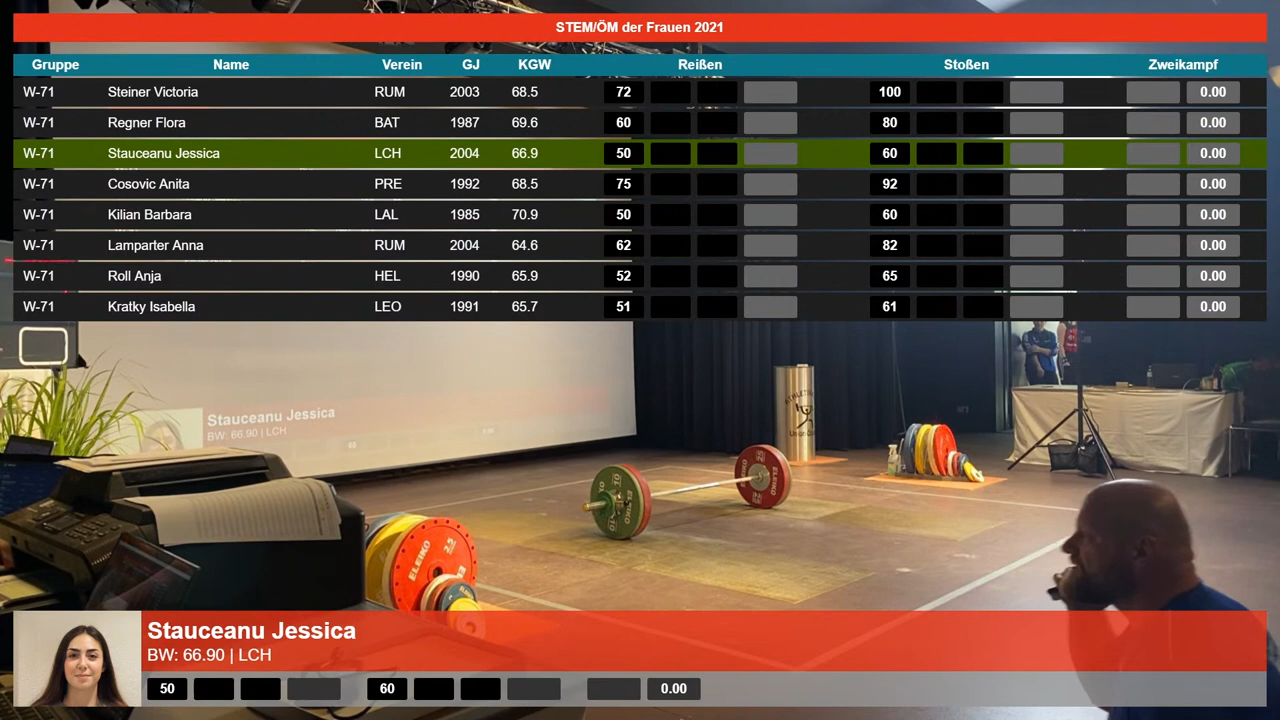 STEM/ÖM der Frauen 2021
Gruppe Name Verein GJ KGW Reißen Stoßen Zweikampf
W-71 Steiner Victoria RUM 2003 68.5 72 100 0.00
W-71 Regner Flora BAT 1987 69.6 60 80 0.00
W-71 Stauceanu Jessica LCH 2004 66.9 50 60 0.00
W-71 Cosovic Anita PRE 1992 68.5 75 92 0.00
W-71 Kilian Barbara LAL 1985 70.9 50 60 0.00
W-71 Lamparter Anna RUM 2004 64.6 62 82 0.00
W-71 Roll Anja HEL 1990 65.9 52 65 0.00
W-71 Kratky Isabella LEO 1991 65.7 51 61 0.00
Stauceanu Jessica
BW: 66.90 | LCH
ELEIKO 25
ELEIKO 10
ELEIKO 25
Stauceanu Jessica
BW: 66.90 | LCH
50 60 0.00